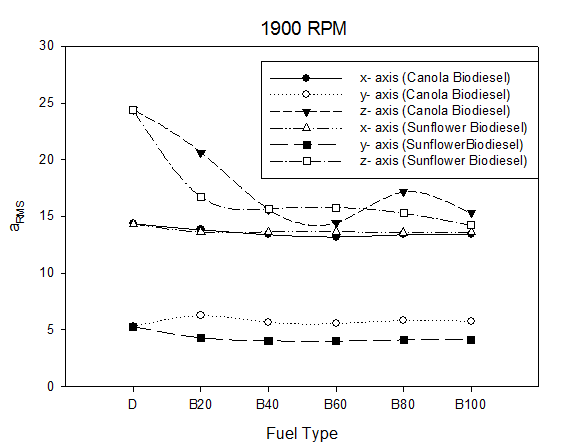 1900 RPM
30
25
20
15
10
5
0
aRMS
x- axis (Canola Biodiesel)
y- axis (Canola Biodiesel)
z- axis (Canola Biodiesel)
x- axis (Sunflower Biodiesel)
y- axis (SunflowerBiodiesel)
z- axis (Sunflower Biodiesel)
D B20 B40 B60 B80 B100
Fuel Type